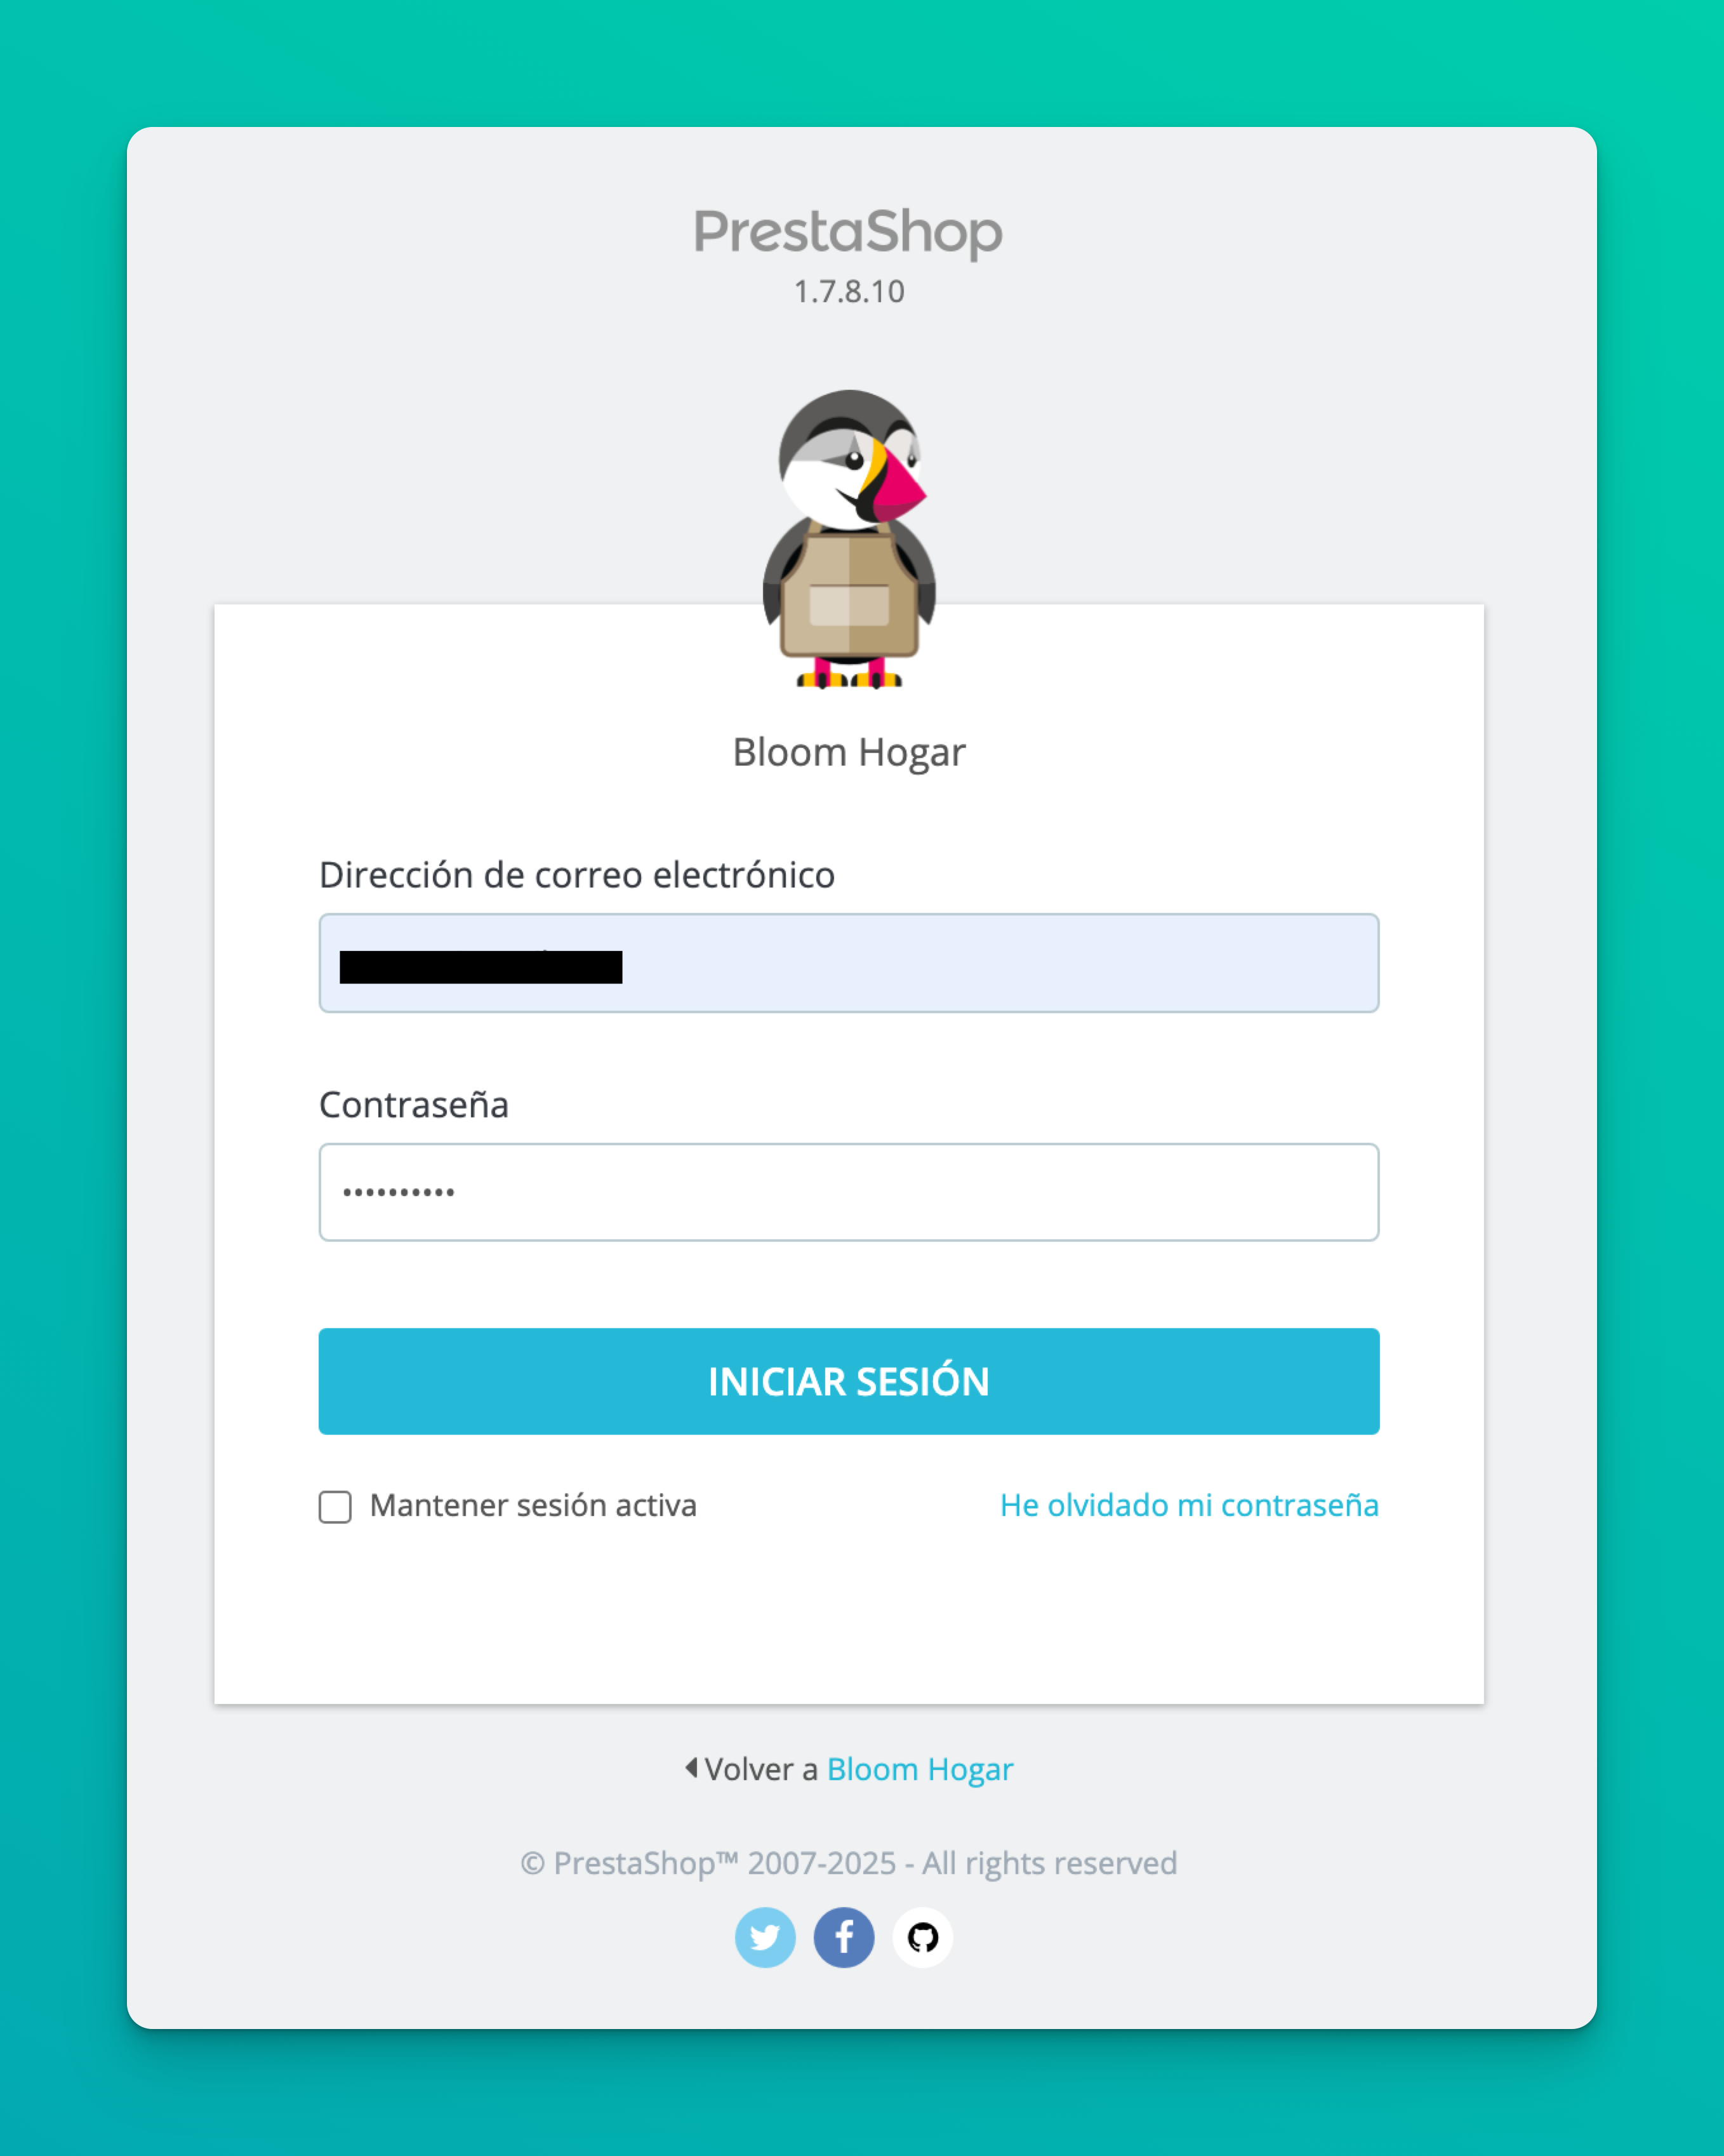 PrestaShop
1.7.8.10
Bloom Hogar
Dirección de correo electrónico
Contraseña
••••••••••
INICIAR SESIÓN
Mantener sesión activa
He olvidado mi contraseña
Volver a Bloom Hogar
© PrestaShop™ 2007-2025 - All rights reserved